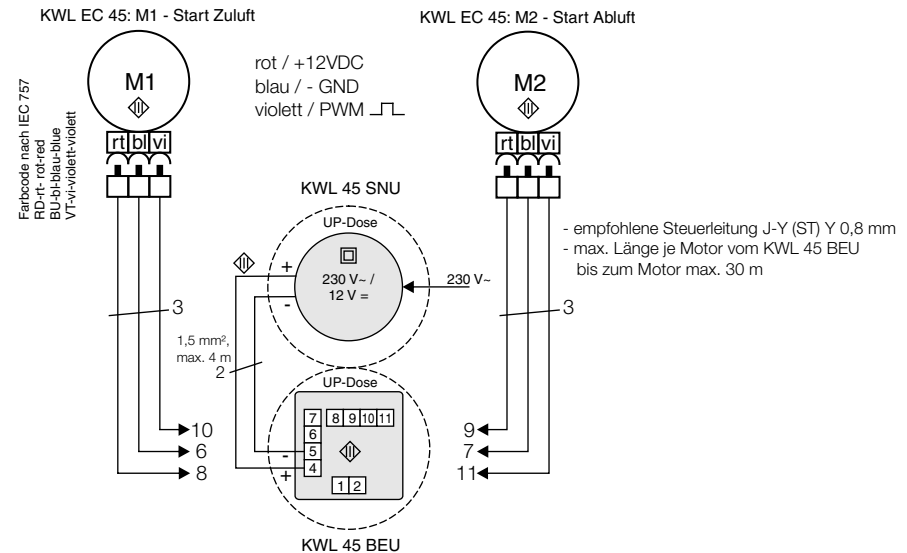 KWL EC 45: M1 - Start Zuluft
KWL EC 45: M2 - Start Abluft
M1
rt bl vi
Farbcode nach IEC 757
RD-rt- rot-red
BU-bl-blau-blue
VT-vi-violett-violet
rot / +12VDC
blau / - GND
violett / PWM
M2
rt bl vi
KWL 45 SNU
UP-Dose
230 V~ /
12 V =
+
-
230 V~
- empfohlene Steuerleitung J-Y (ST) Y 0,8 mm
- max. Länge je Motor vom KWL 45 BEU
bis zum Motor max. 30 m
3
3
1,5 mm²,
max. 4 m
2
UP-Dose
7 8 9 10 11
6
5
4
1 2
-
+
10
6
8
9
7
11
KWL 45 BEU